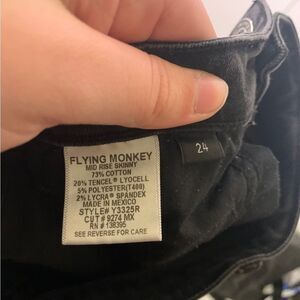 FLYING MONKEY
MID RISE SKINNY
73% COTTON
20% TENCEL® LYOCELL
5% POLYESTER(T400)
2% LYCRA® SPANDEX
MADE IN MEXICO
STYLE# Y3325R
CUT# 9274 MX
RN# 138395
SEE REVERSE FOR CARE
24